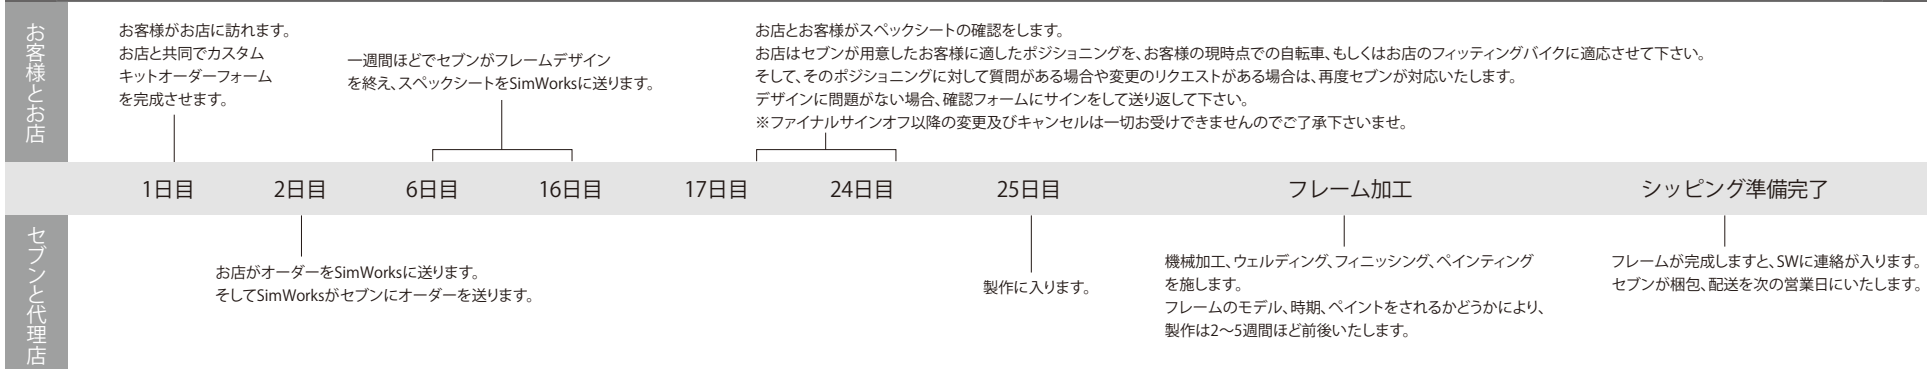 お客様とお店
お客様がお店に訪れます。
お店と共同でカスタム
キットオーダーフォーム
を完成させます。
一週間ほどでセブンがフレームデザイン
を終え、スペックシートをSimWorksに送ります。
お店とお客様がスペックシートの確認をします。
お店はセブンが用意したお客様に適したポジショニングを、お客様の現時点での自転車、もしくはお店のフィッティングバイクに適応させて下さい。
そして、そのポジショニングに対して質問がある場合や変更のリクエストがある場合は、再度セブンが対応いたします。
デザインに問題がない場合、確認フォームにサインをして送り返して下さい。
※ファイナルサインオフ以降の変更及びキャンセルは一切お受けできませんのでご了承下さいませ。
1日目 2日目 6日目 16日目 17日目 24日目 25日目 フレーム加工 シッピング準備完了
セブンと代理店
お店がオーダーをSimWorksに送ります。
そしてSimWorksがセブンにオーダーを送ります。
製作に入ります。
機械加工、ウェルディング、フィニッシング、ペインティング
を施します。
フレームのモデル、時期、ペイントをされるかどうかにより、
製作は2〜5週間ほど前後いたします。
フレームが完成しますと、SWに連絡が入ります。
セブンが梱包、配送を次の営業日にいたします。